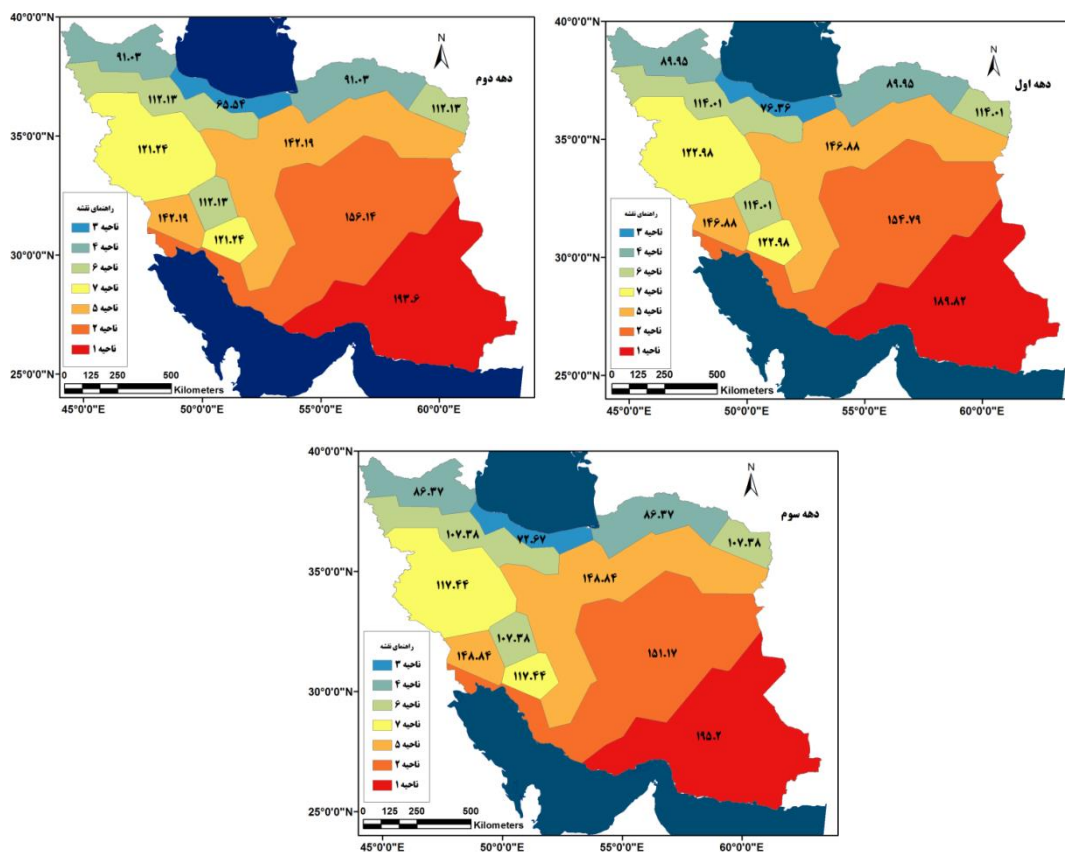 40°0'0"N
N
دهه اول
۸۹.۹۵
۸۹.۹۵
۱۱۴.۰۱
۷۶.۳۶
۱۱۴.۰۱
35°0'0"N
۱۴۶.۸۸
۱۲۲.۹۸
۱۱۴.۰۱
۱۴۶.۸۸
۱۵۴.۷۹
۱۲۲.۹۸
30°0'0"N
۱۸۹.۸۲
راهنمای نقشه
ناحیه ۳
ناحیه ۴
ناحیه ۶
ناحیه ۷
ناحیه ۵
ناحیه ۲
ناحیه ۱
25°0'0"N
0 125 250 500
Kilometers
45°0'0"E 50°0'0"E 55°0'0"E 60°0'0"E
40°0'0"N
N
دهه دوم
۹۱.۰۳
۹۱.۰۳
۱۱۲.۱۳
۶۵.۵۴
۱۱۲.۱۳
35°0'0"N
۱۴۲.۱۹
۱۲۱.۲۴
۱۱۲.۱۳
۱۴۲.۱۹
۱۵۶.۱۴
۱۲۱.۲۴
30°0'0"N
۱۹۳.۶
راهنمای نقشه
ناحیه ۳
ناحیه ۴
ناحیه ۶
ناحیه ۷
ناحیه ۵
ناحیه ۲
ناحیه ۱
25°0'0"N
0 125 250 500
Kilometers
45°0'0"E 50°0'0"E 55°0'0"E 60°0'0"E
40°0'0"N
N
دهه سوم
۸۶.۳۷
۸۶.۳۷
۱۰۷.۳۸
۷۲.۶۷
۱۰۷.۳۸
35°0'0"N
۱۴۸.۸۴
۱۱۷.۴۴
۱۰۷.۳۸
۱۴۸.۸۴
۱۵۱.۱۷
۱۱۷.۴۴
30°0'0"N
۱۹۵.۲
راهنمای نقشه
ناحیه ۳
ناحیه ۴
ناحیه ۶
ناحیه ۷
ناحیه ۵
ناحیه ۲
ناحیه ۱
25°0'0"N
0 125 250 500
Kilometers
45°0'0"E 50°0'0"E 55°0'0"E 60°0'0"E